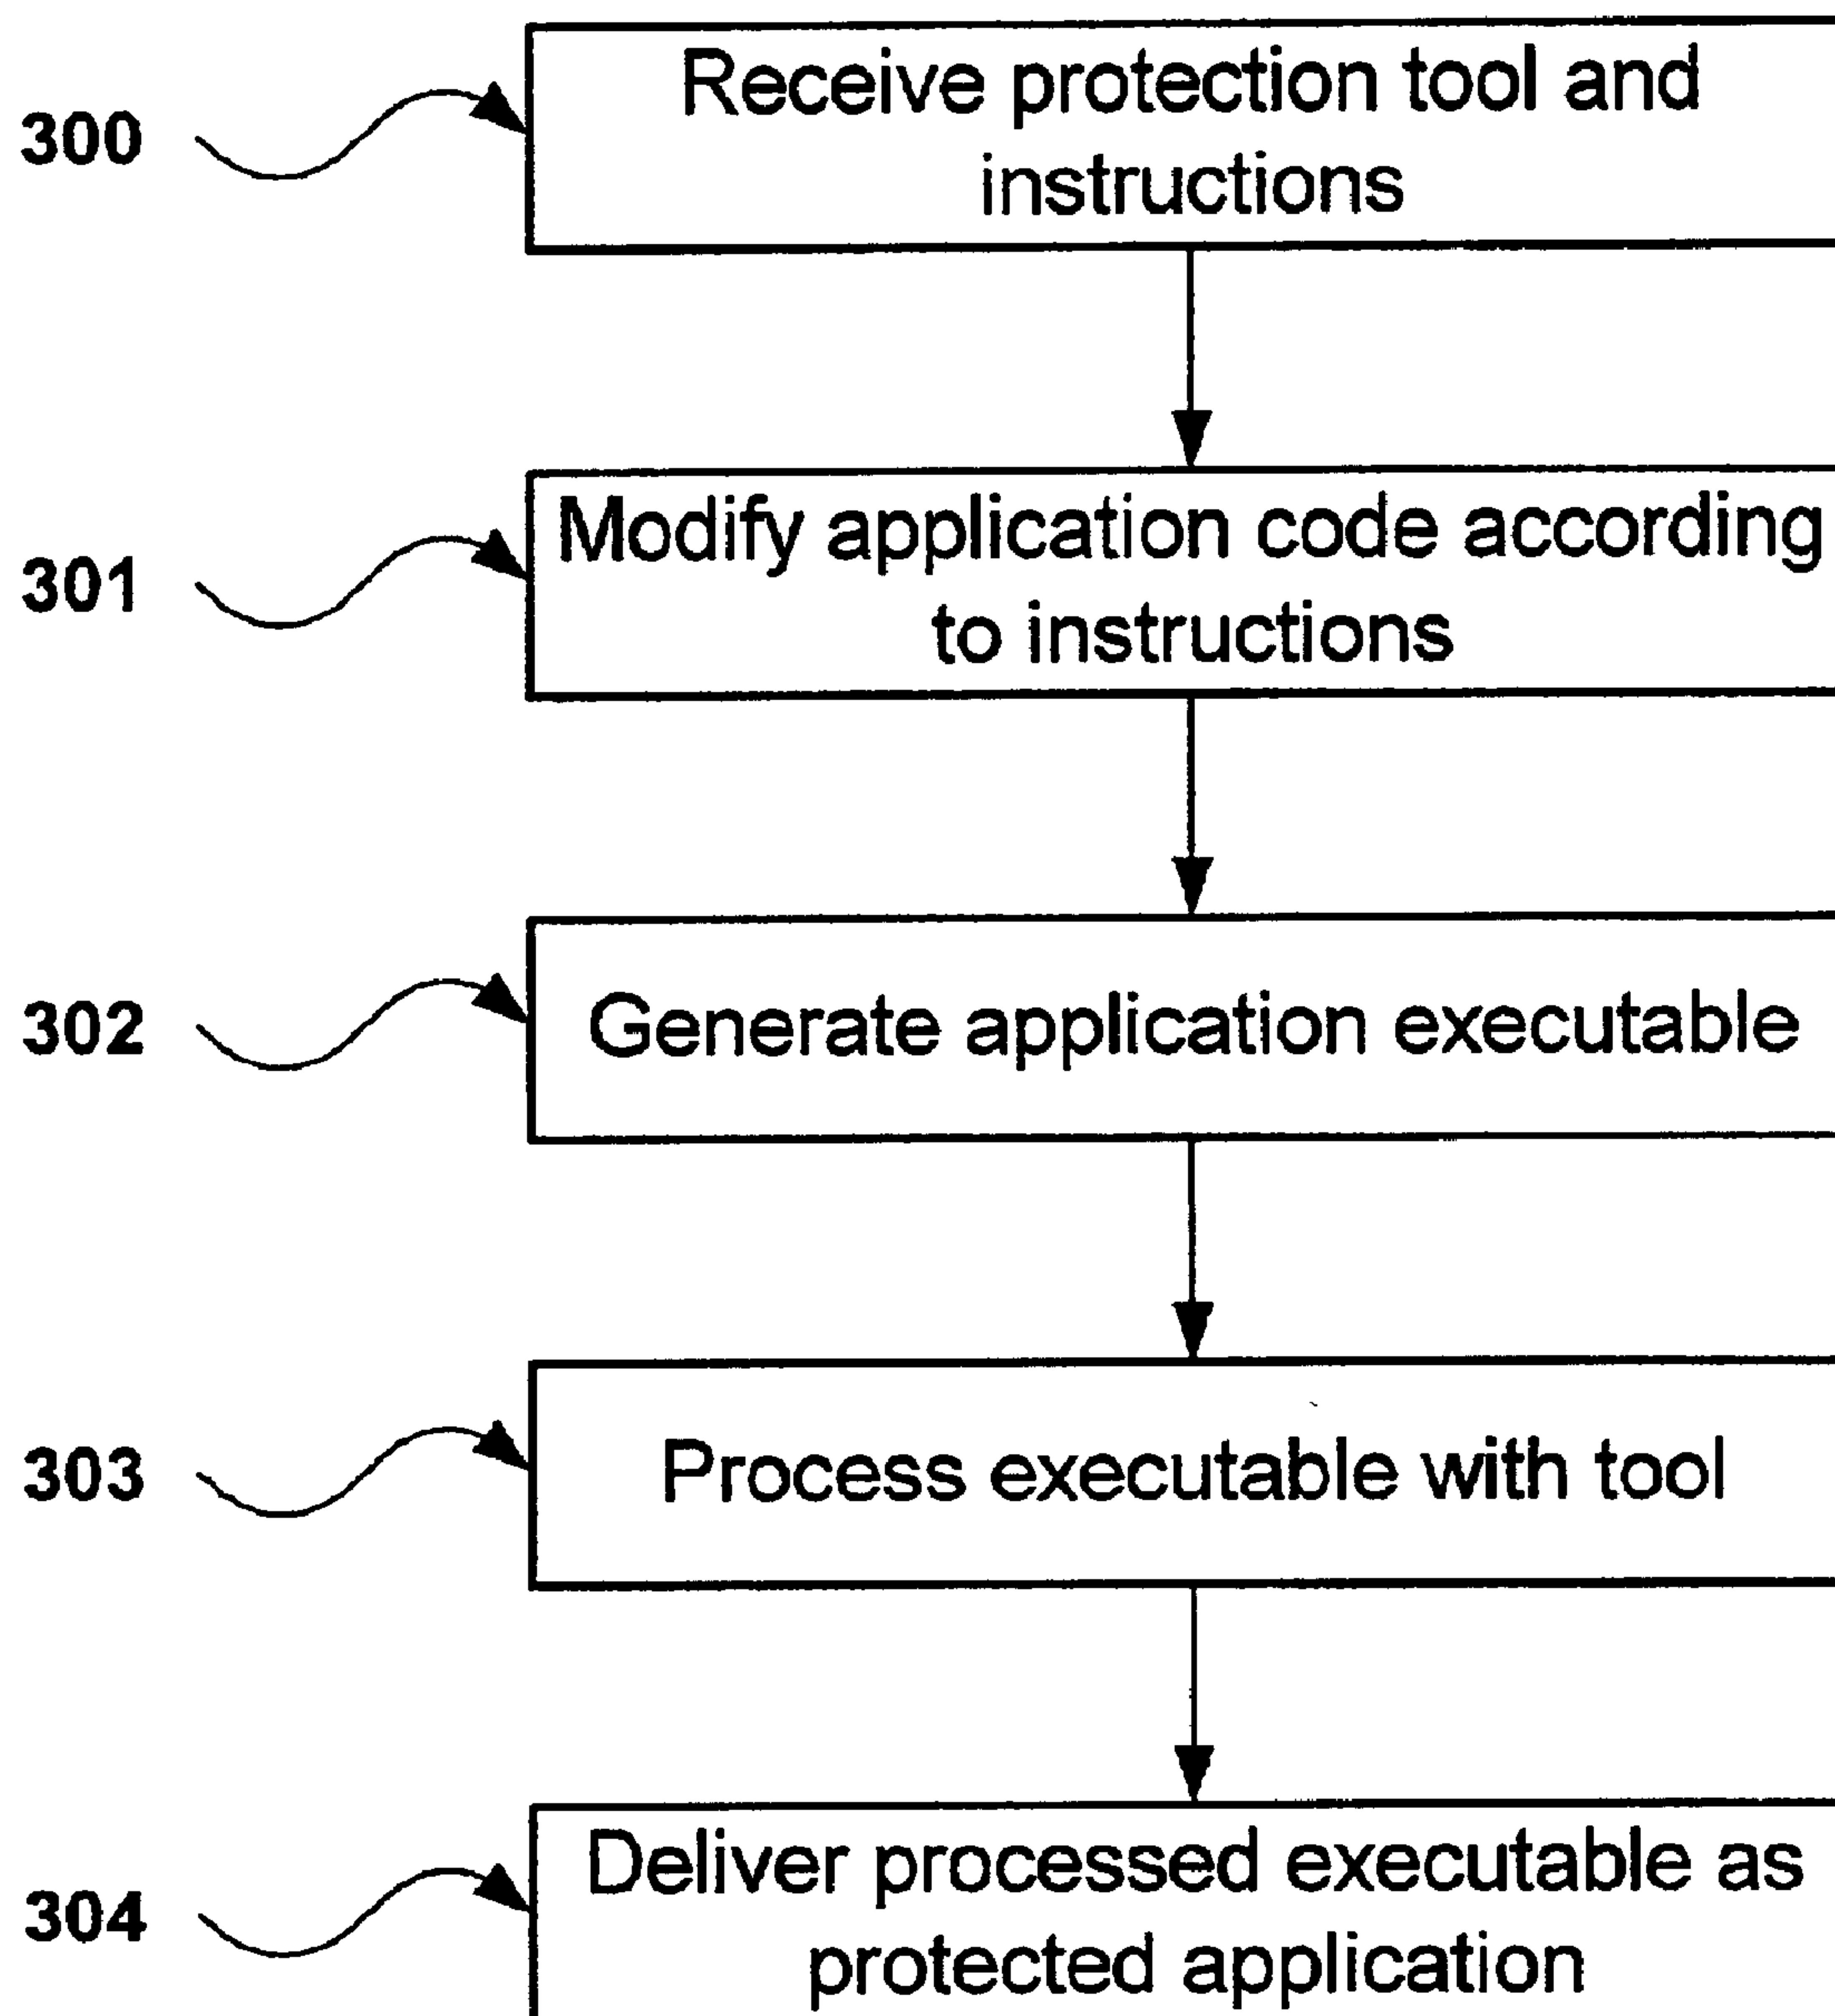 300
Receive protection tool and
instructions
301
Modify application code according
to instructions
302
Generate application executable
303
Process executable with tool
304
Deliver processed executable as
protected application